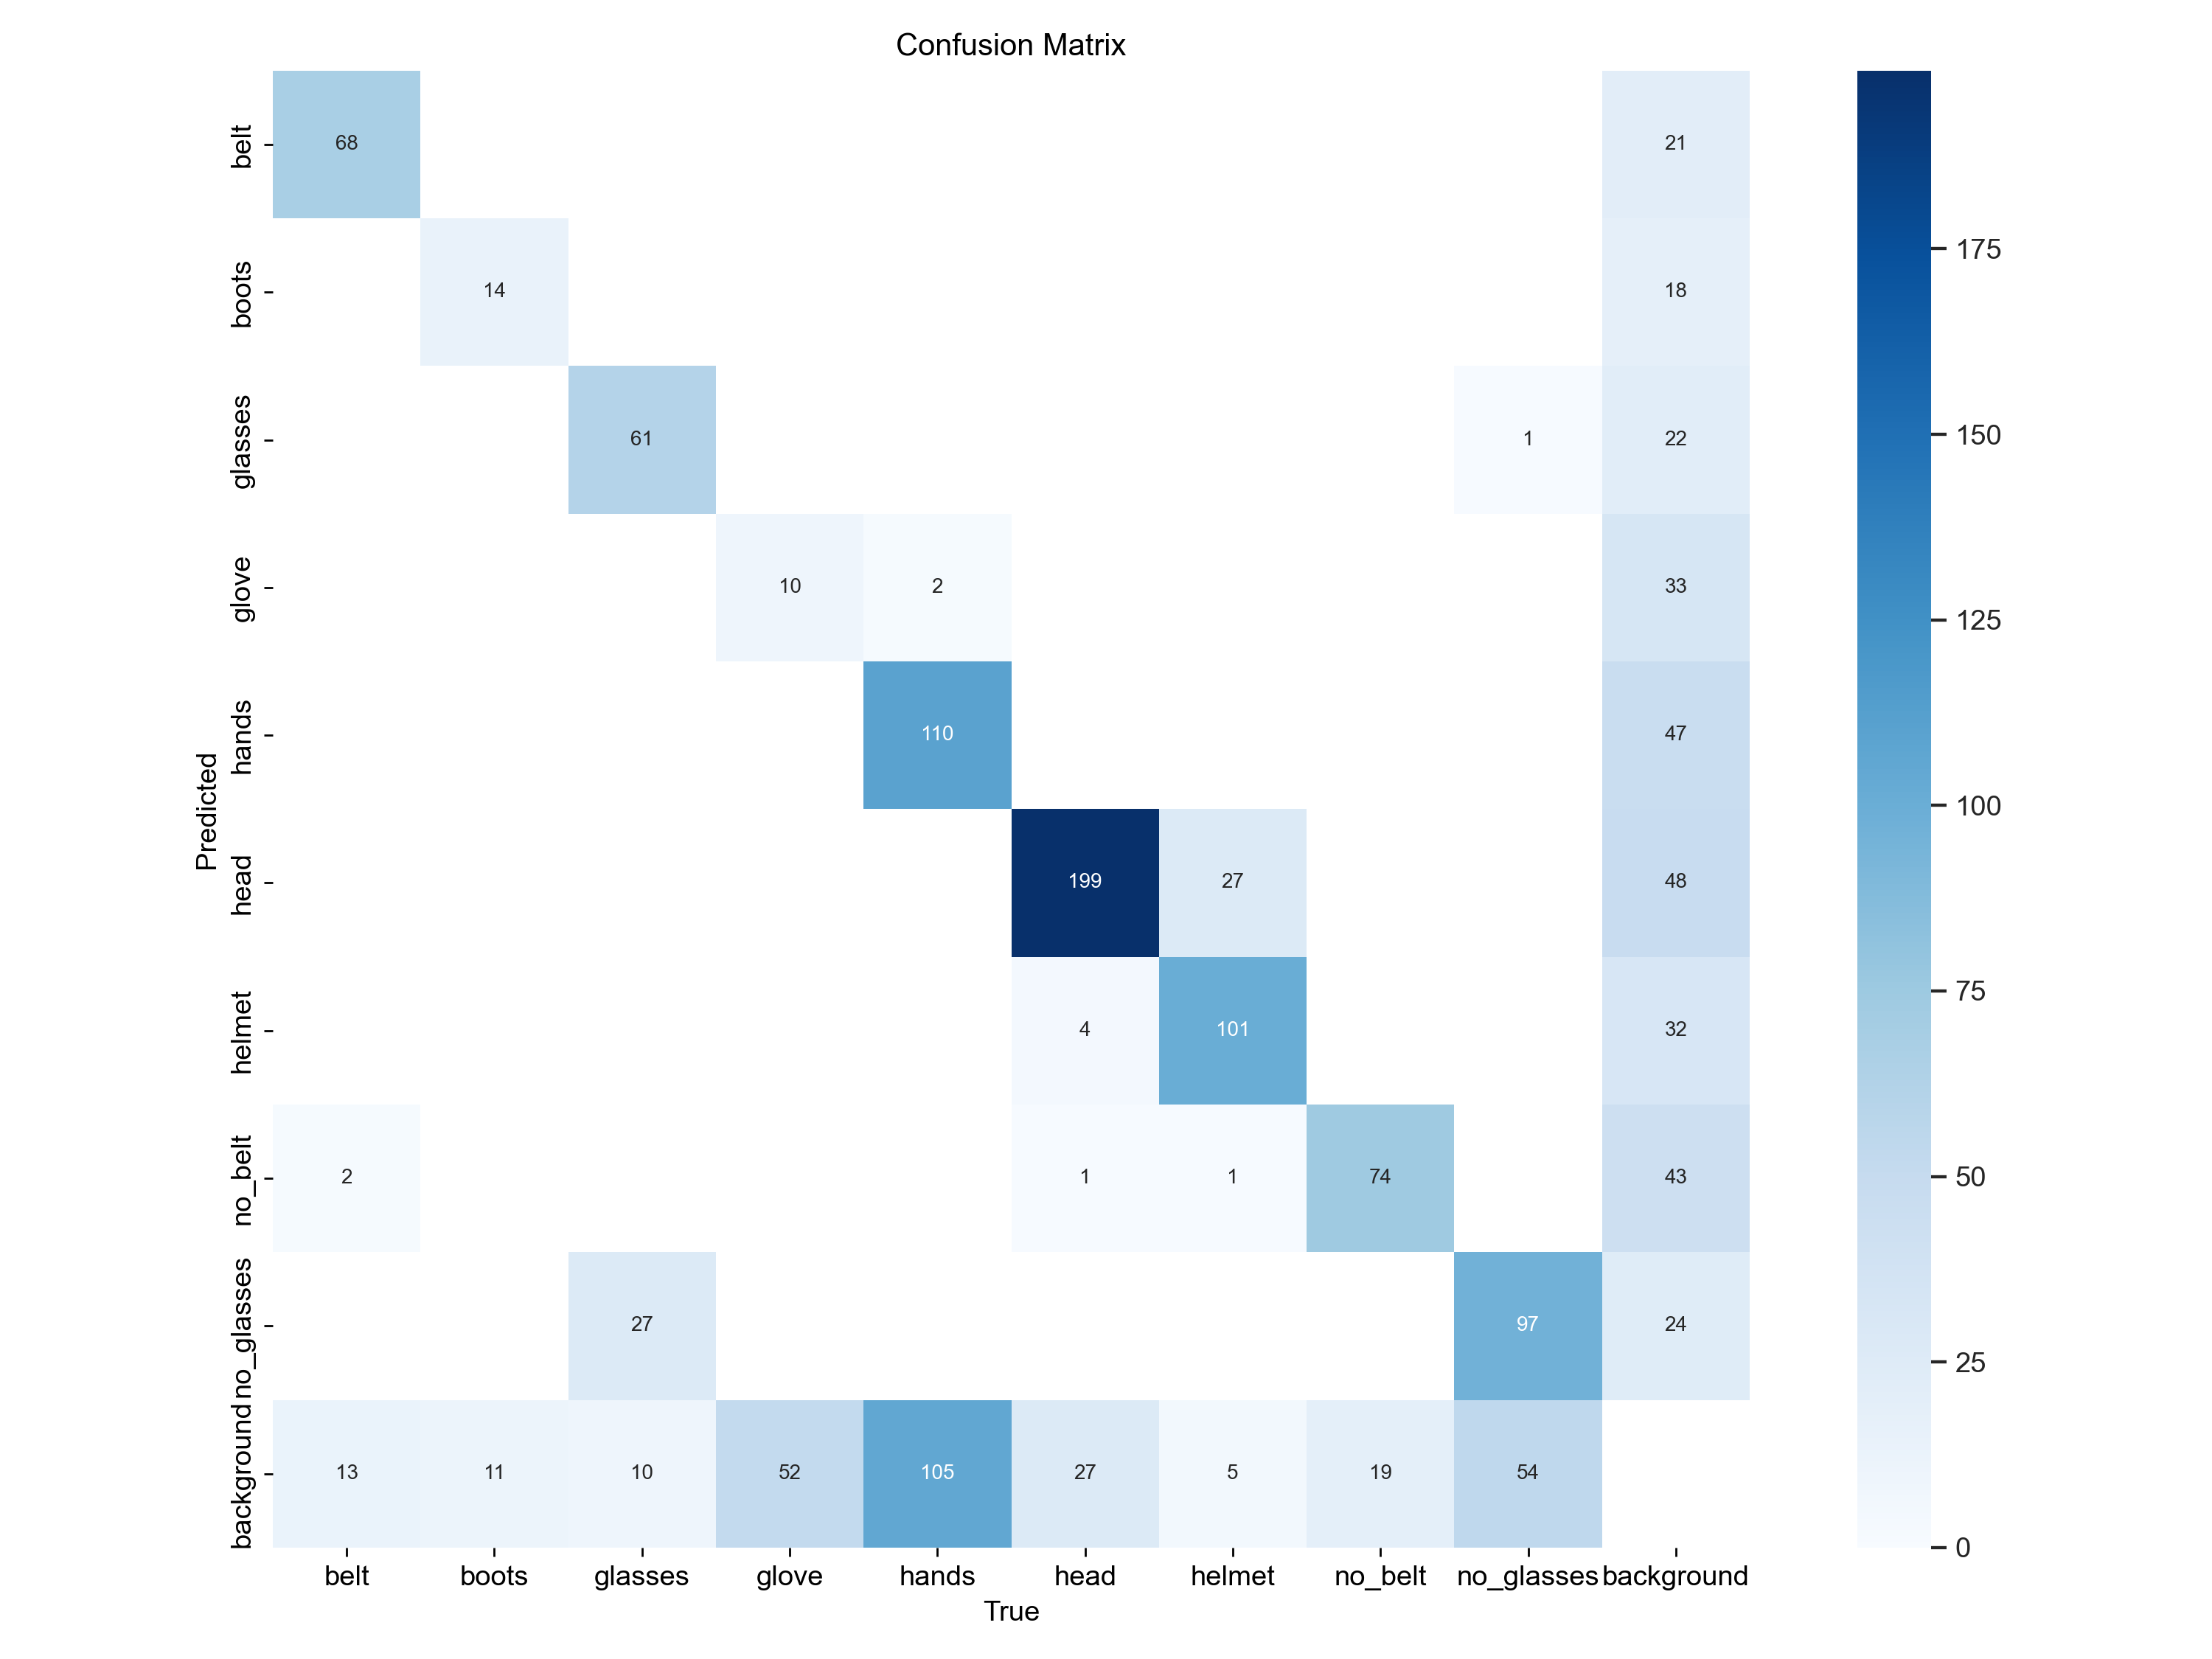 Confusion Matrix
belt 68 21
boots 14 18 175
glasses 61 1 22 150
glove 10 2 33 125
hands 110 47
Predicted
100
head 199 27 48
helmet 4 101 32 75
no_belt 2 1 1 74 43 50
no_glasses 27 97 24 25
background 13 11 10 52 105 27 5 19 54
0
belt boots glasses glove hands head helmet no_belt no_glasses background
True